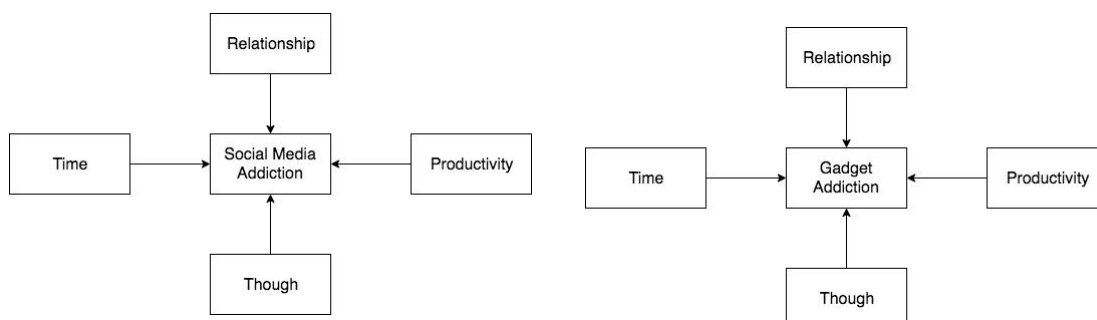 Relationship
Time
Social Media
Addiction
Productivity
Though
Relationship
Time
Gadget
Addiction
Productivity
Though